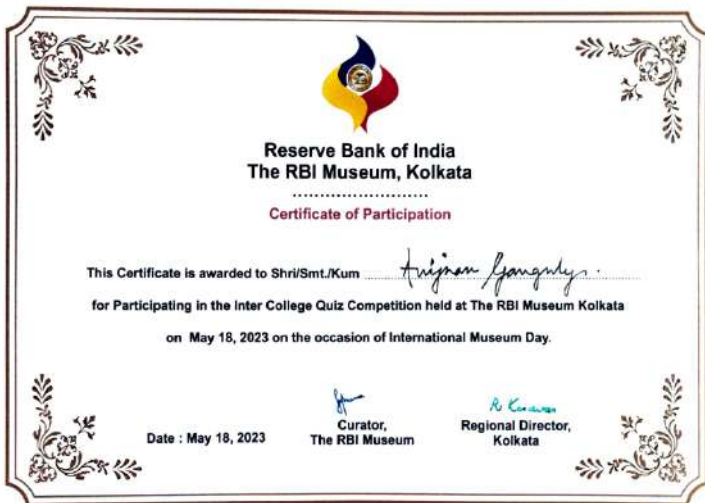 Reserve Bank of India
The RBI Museum, Kolkata
........................
Certificate of Participation
This Certificate is awarded to Shri/Smt./Kum Ganguly.
for Participating in the Inter College Quiz Competition held at The RBI Museum Kolkata
on May 18, 2023 on the occasion of International Museum Day.
Date : May 18, 2023
Curator,
The RBI Museum
Regional Director,
Kolkata